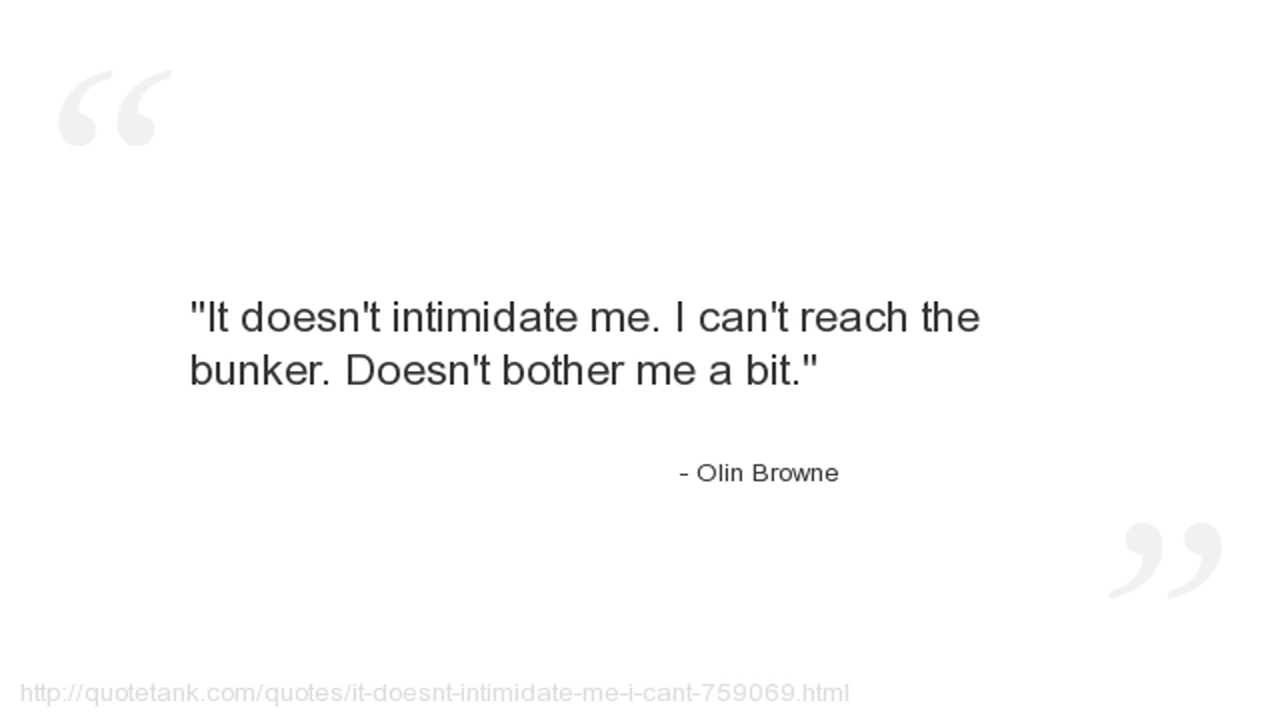 "It doesn't intimidate me. I can't reach the
bunker. Doesn't bother me a bit."
- Olin Browne
http://quotetank.com/quotes/it-doesnt-intimidate-me-i-cant-759069.html